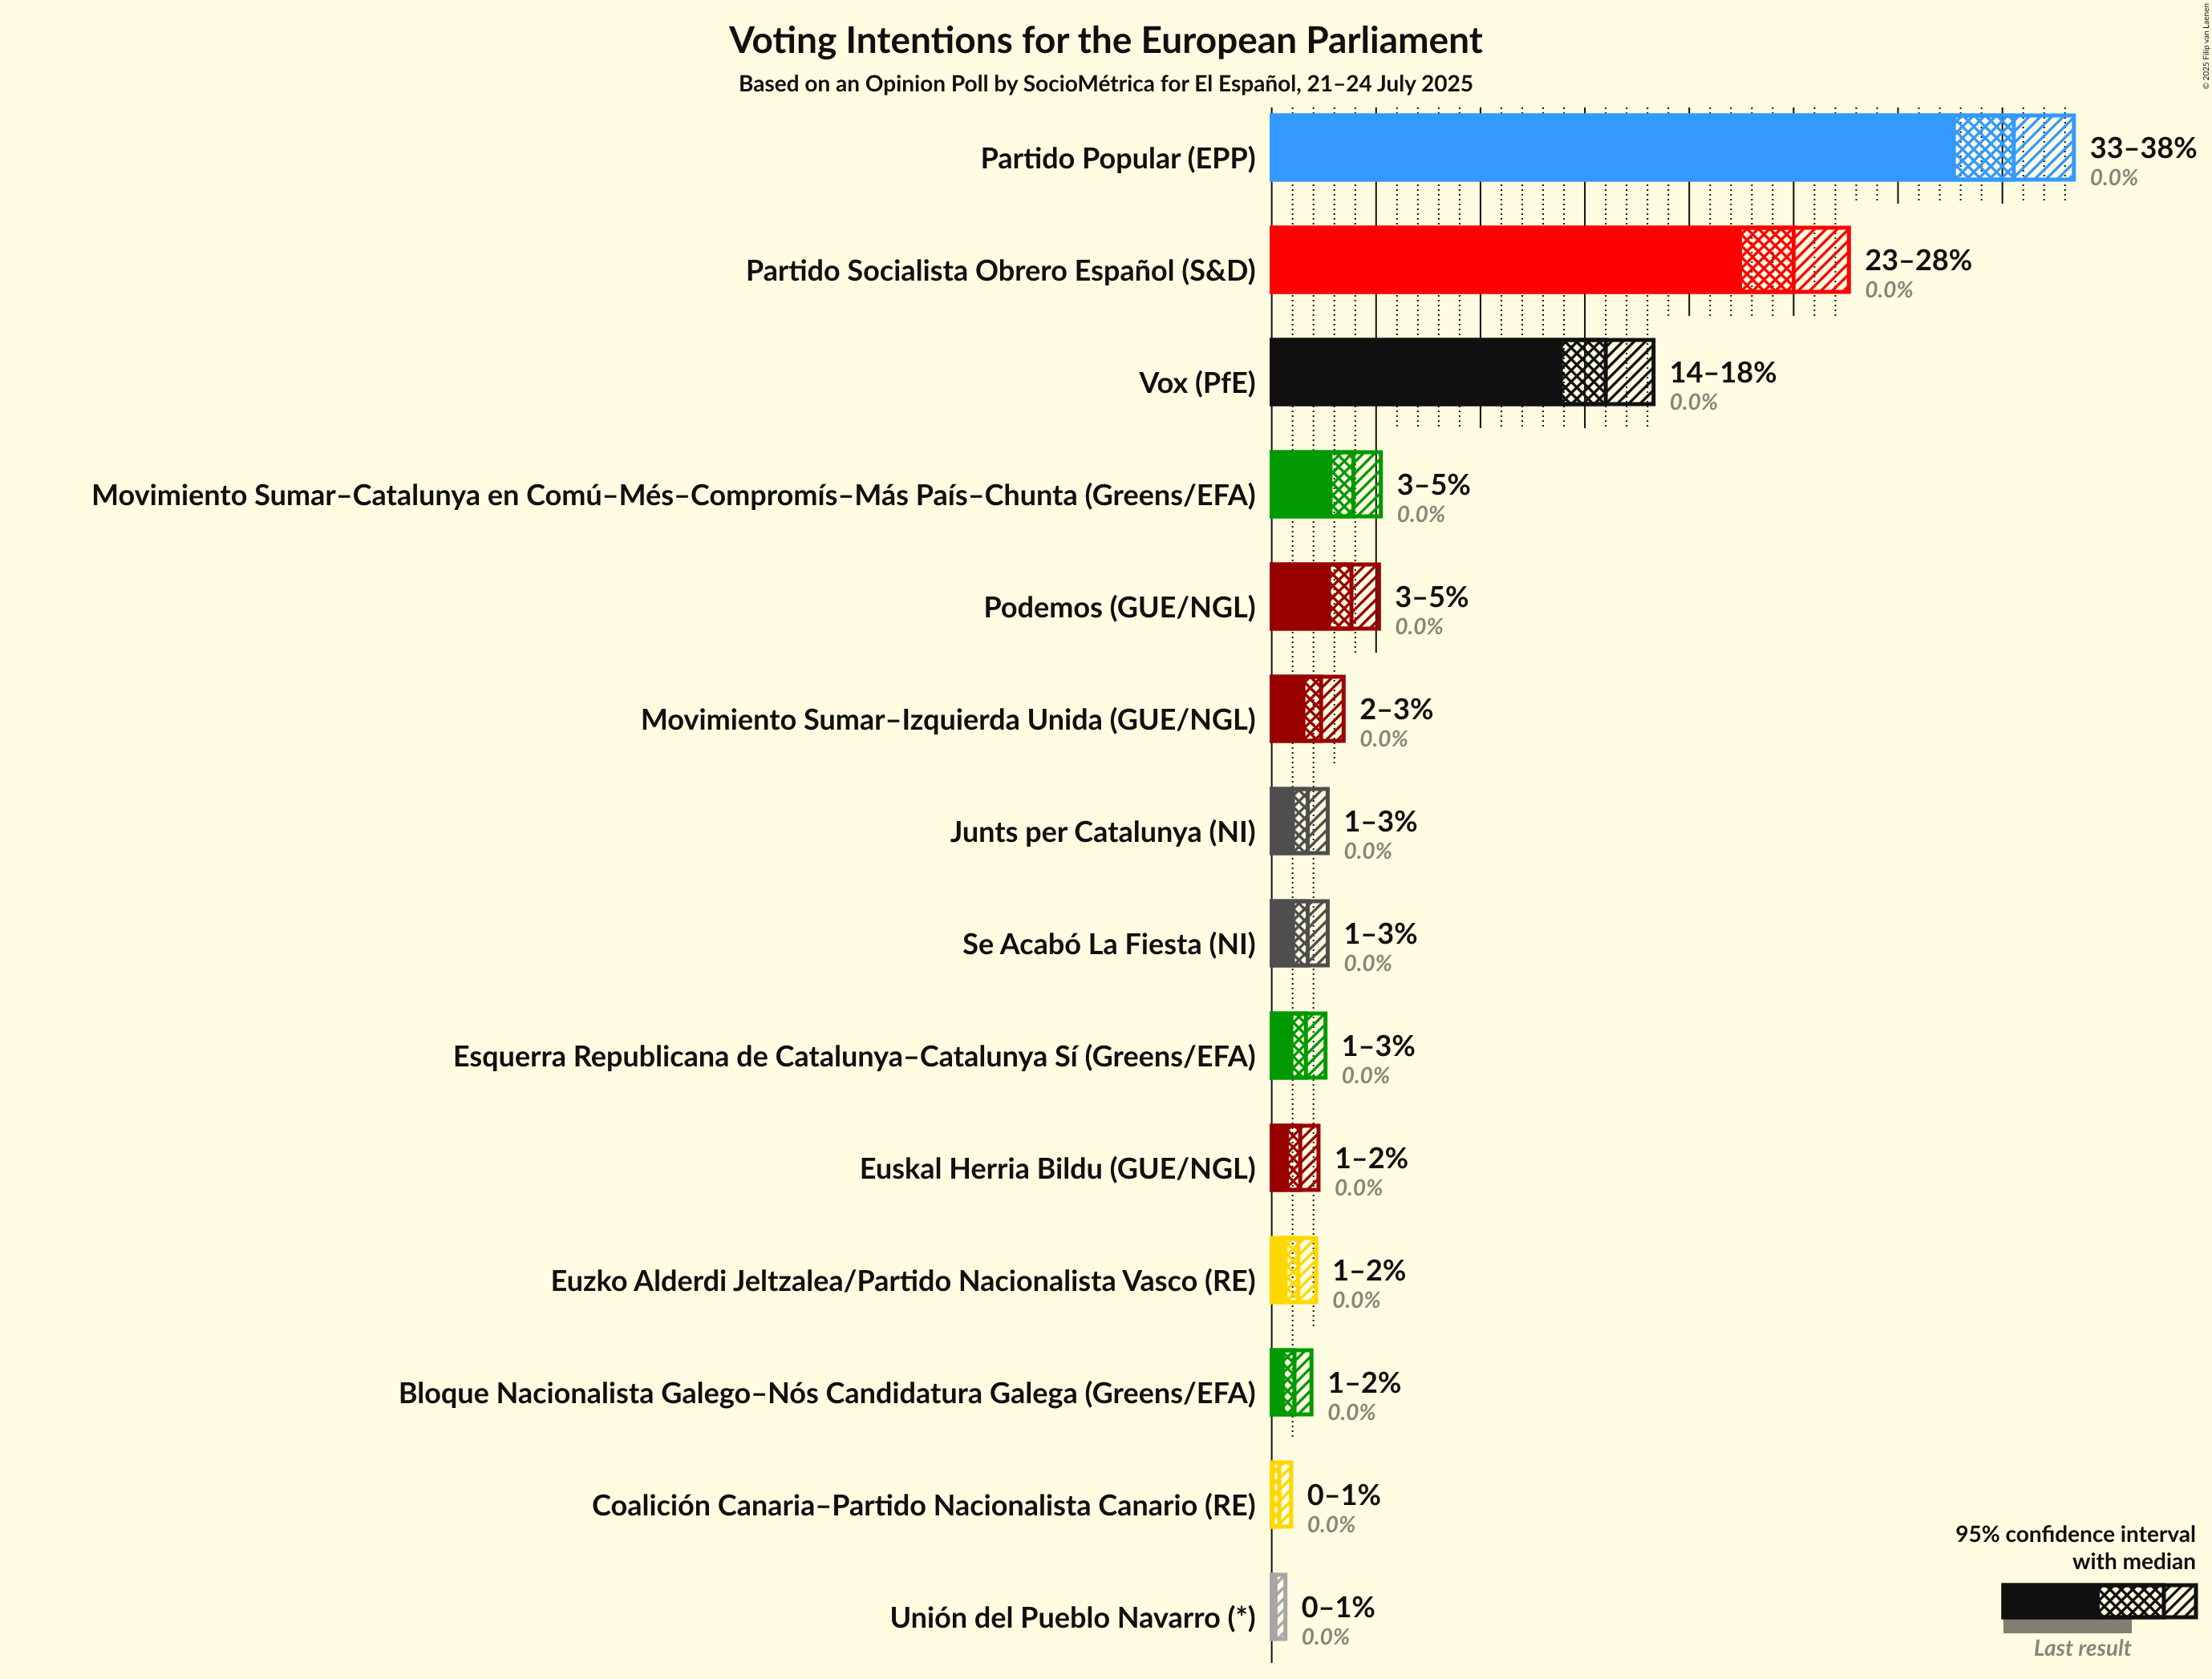 Voting Intentions for the European Parliament
Based on an Opinion Poll by SocioMétrica for El Español, 21–24 July 2025
© 2025 Filip van Laenen
Partido Popular (EPP)
33–38%
0.0%
Partido Socialista Obrero Español (S&D)
23–28%
0.0%
Vox (PfE)
14–18%
0.0%
Movimiento Sumar–Catalunya en Comú–Més–Compromís–Más País–Chunta (Greens/EFA)
3–5%
0.0%
Podemos (GUE/NGL)
3–5%
0.0%
Movimiento Sumar–Izquierda Unida (GUE/NGL)
2–3%
0.0%
Junts per Catalunya (NI)
1–3%
0.0%
Se Acabó La Fiesta (NI)
1–3%
0.0%
Esquerra Republicana de Catalunya–Catalunya Sí (Greens/EFA)
1–3%
0.0%
Euskal Herria Bildu (GUE/NGL)
1–2%
0.0%
Euzko Alderdi Jeltzalea/Partido Nacionalista Vasco (RE)
1–2%
0.0%
Bloque Nacionalista Galego–Nós Candidatura Galega (Greens/EFA)
1–2%
0.0%
Coalición Canaria–Partido Nacionalista Canario (RE)
0–1%
0.0%
Unión del Pueblo Navarro (*)
0–1%
0.0%
95% confidence interval
with median
Last result